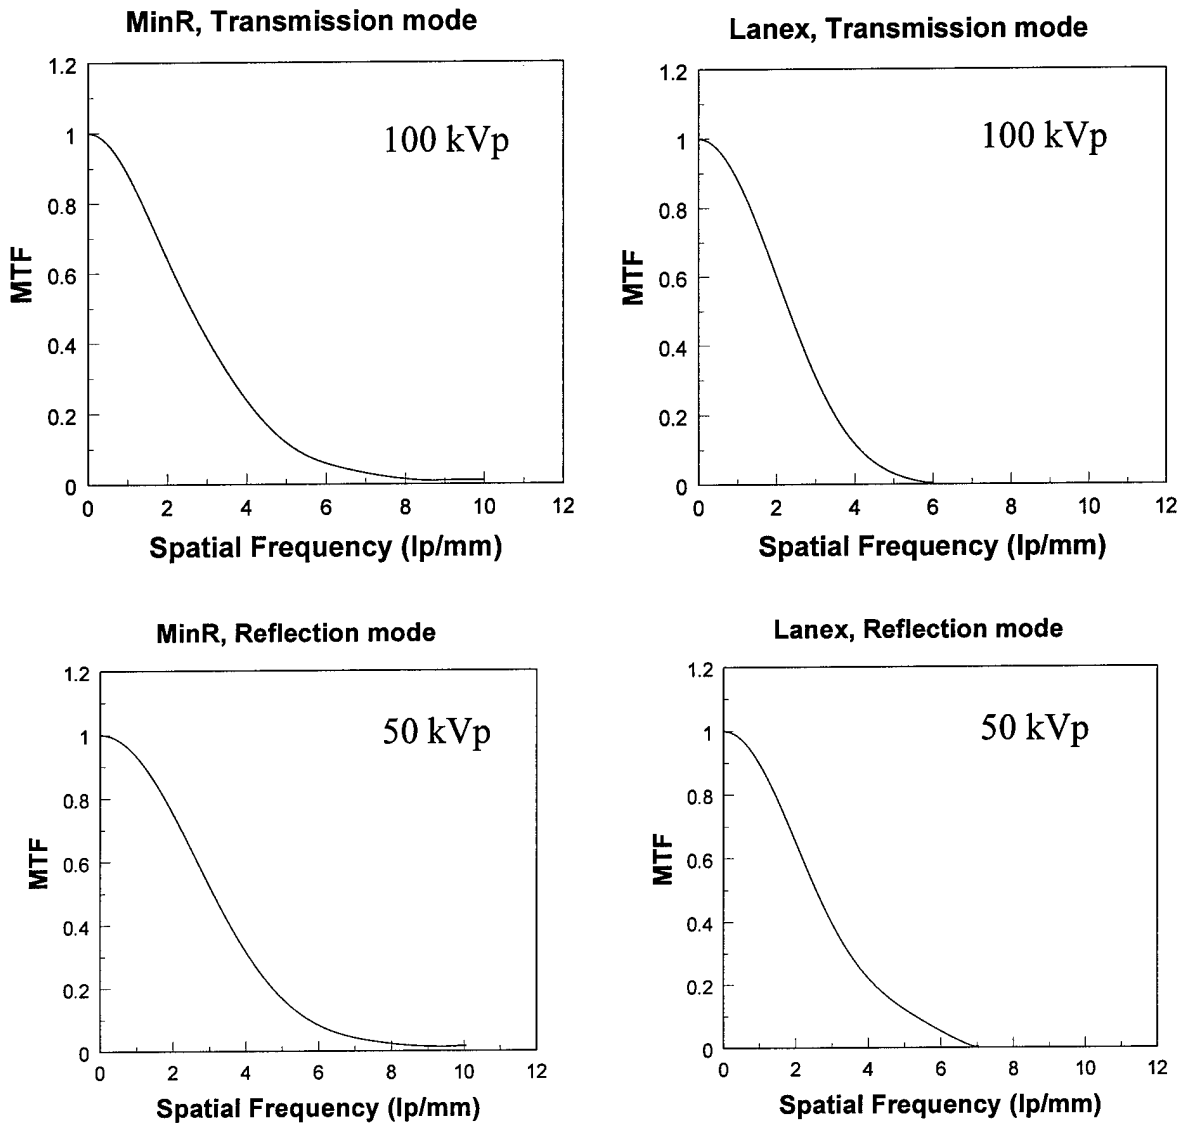 MinR, Transmission mode
1.2
1
0.8
0.6
0.4
0.2
0
MTF
100 kVp
0 2 4 6 8 10 12
Spatial Frequency (lp/mm)
Lanex, Transmission mode
1.2
1
0.8
0.6
0.4
0.2
0
MTF
100 kVp
0 2 4 6 8 10 12
Spatial Frequency (lp/mm)
MinR, Reflection mode
1.2
1
0.8
0.6
0.4
0.2
0
MTF
50 kVp
0 2 4 6 8 10 12
Spatial Frequency (lp/mm)
Lanex, Reflection mode
1.2
1
0.8
0.6
0.4
0.2
0
MTF
50 kVp
0 2 4 6 8 10 12
Spatial Frequency (lp/mm)